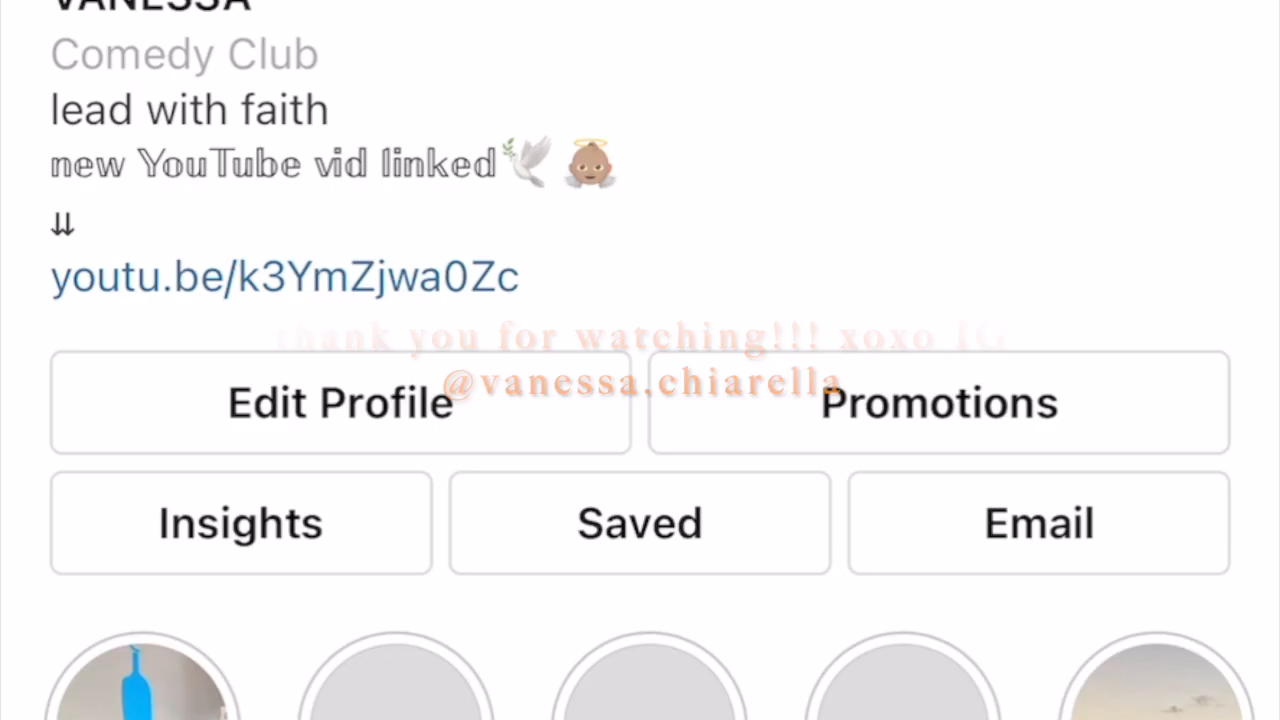 VANESSA
Comedy Club
lead with faith
new YouTube vid linked🕊️👼🏽
⇊
youtu.be/k3YmZjwa0Zc
thank you for watching!!! xoxo IG
@vanessa.chiarella
Edit Profile
Promotions
Insights
Saved
Email